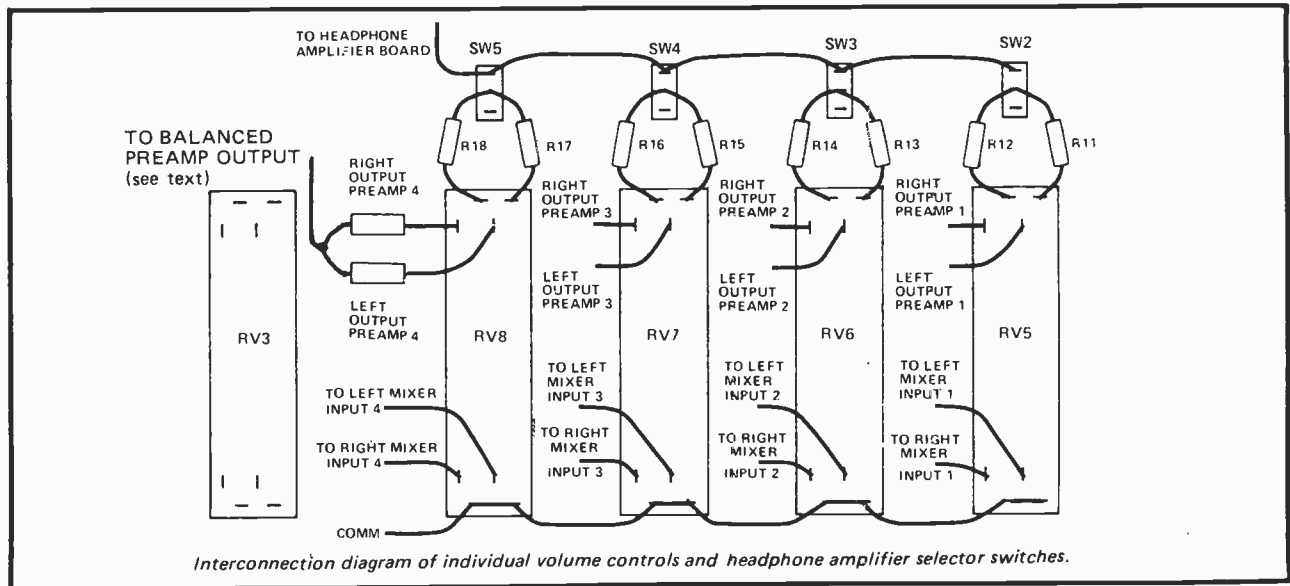 TO HEADPHONE
AMPLIFIER BOARD
SW5
SW4
SW3
SW2
R18
R17
R16
R15
R14
R13
R12
R11
TO BALANCED
PREAMP OUTPUT
(see text)
RIGHT
OUTPUT
PREAMP 4
RIGHT
OUTPUT
PREAMP 3
RIGHT
OUTPUT
PREAMP 2
RIGHT
OUTPUT
PREAMP 1
LEFT
OUTPUT
PREAMP 4
LEFT
OUTPUT
PREAMP 3
LEFT
OUTPUT
PREAMP 2
LEFT
OUTPUT
PREAMP 1
RV3
RV8
RV7
RV6
RV5
TO LEFT MIXER
INPUT 4
TO LEFT
MIXER
INPUT 3
TO LEFT
MIXER
INPUT 2
TO LEFT
MIXER
INPUT 1
TO RIGHT MIXER
INPUT 4
TO RIGHT
MIXER
INPUT 3
TO RIGHT
MIXER
INPUT 2
TO RIGHT
MIXER
INPUT 1
COMM
Interconnection diagram of individual volume controls and headphone amplifier selector switches.